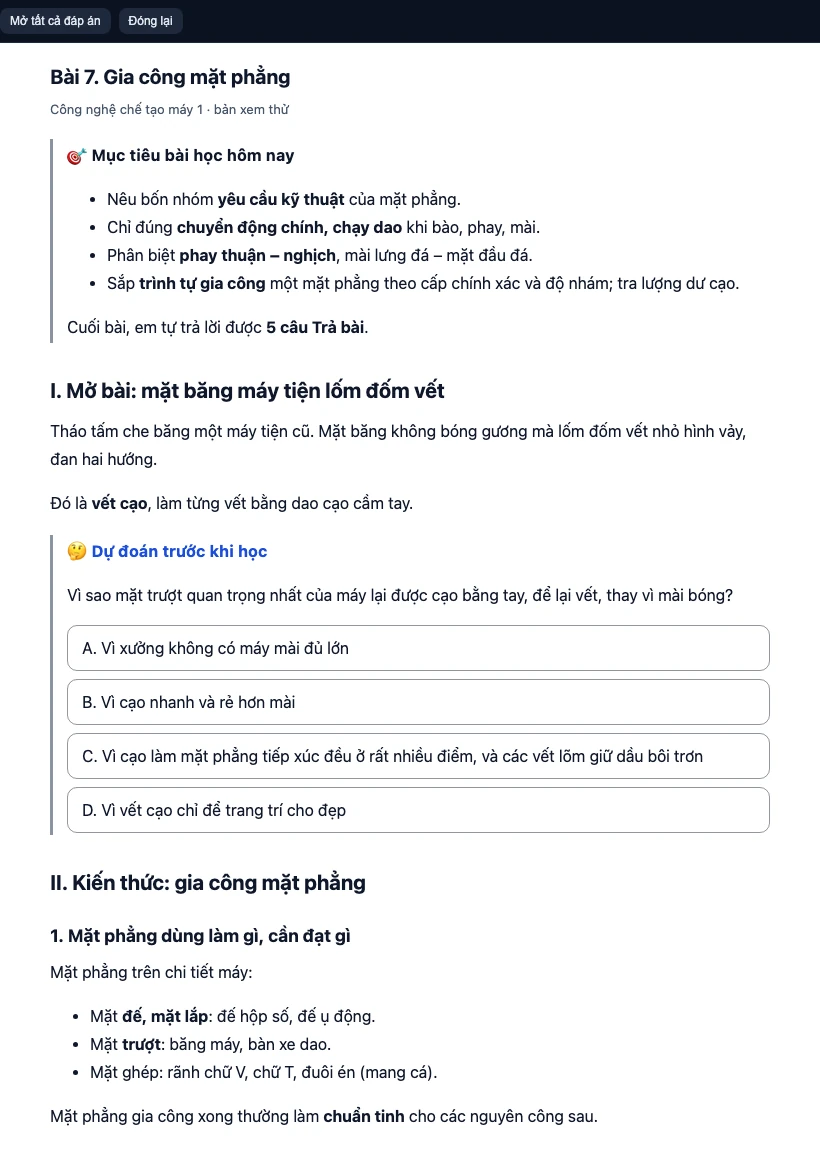 Mở tất cả đáp án
Đóng lại
Bài 7. Gia công mặt phẳng
Công nghệ chế tạo máy 1 · bản xem thử
🎯 Mục tiêu bài học hôm nay
• Nêu bốn nhóm yêu cầu kỹ thuật của mặt phẳng.
• Chỉ đúng chuyển động chính, chạy dao khi bào, phay, mài.
• Phân biệt phay thuận – nghịch, mài lưng đá – mặt đầu đá.
• Sắp trình tự gia công một mặt phẳng theo cấp chính xác và độ nhám; tra lượng dư cạo.
Cuối bài, em tự trả lời được 5 câu Trả bài.
I. Mở bài: mặt băng máy tiện lốm đốm vết
Tháo tấm che băng một máy tiện cũ. Mặt băng không bóng gương mà lốm đốm vết nhỏ hình vảy,
đan hai hướng.
Đó là vết cạo, làm từng vết bằng dao cạo cầm tay.
🤔 Dự đoán trước khi học
Vì sao mặt trượt quan trọng nhất của máy lại được cạo bằng tay, để lại vết, thay vì mài bóng?
A. Vì xưởng không có máy mài đủ lớn
B. Vì cạo nhanh và rẻ hơn mài
C. Vì cạo làm mặt phẳng tiếp xúc đều ở rất nhiều điểm, và các vết lõm giữ dầu bôi trơn
D. Vì vết cạo chỉ để trang trí cho đẹp
II. Kiến thức: gia công mặt phẳng
1. Mặt phẳng dùng làm gì, cần đạt gì
Mặt phẳng trên chi tiết máy:
• Mặt đế, mặt lắp: đế hộp số, đế ụ động.
• Mặt trượt: băng máy, bàn xe dao.
• Mặt ghép: rãnh chữ V, chữ T, đuôi én (mang cá).
Mặt phẳng gia công xong thường làm chuẩn tinh cho các nguyên công sau.